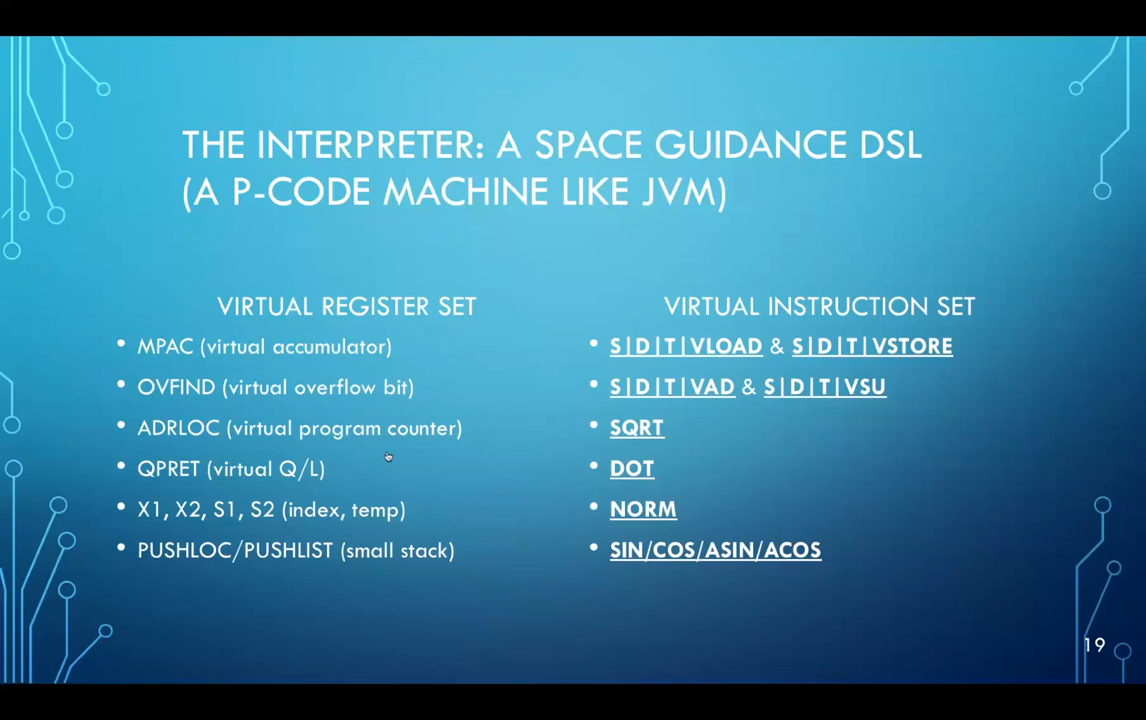 THE INTERPRETER: A SPACE GUIDANCE DSL
(A P-CODE MACHINE LIKE JVM)
VIRTUAL REGISTER SET
• MPAC (virtual accumulator)
• OVFIND (virtual overflow bit)
• ADRLOC (virtual program counter)
• QPRET (virtual Q/L)
• X1, X2, S1, S2 (index, temp)
• PUSHLOC/PUSHLIST (small stack)
VIRTUAL INSTRUCTION SET
• S|D|T|VLOAD & S|D|T|VSTORE
• S|D|T|VAD & S|D|T|VSU
• SQRT
• DOT
• NORM
• SIN/COS/ASIN/ACOS
19